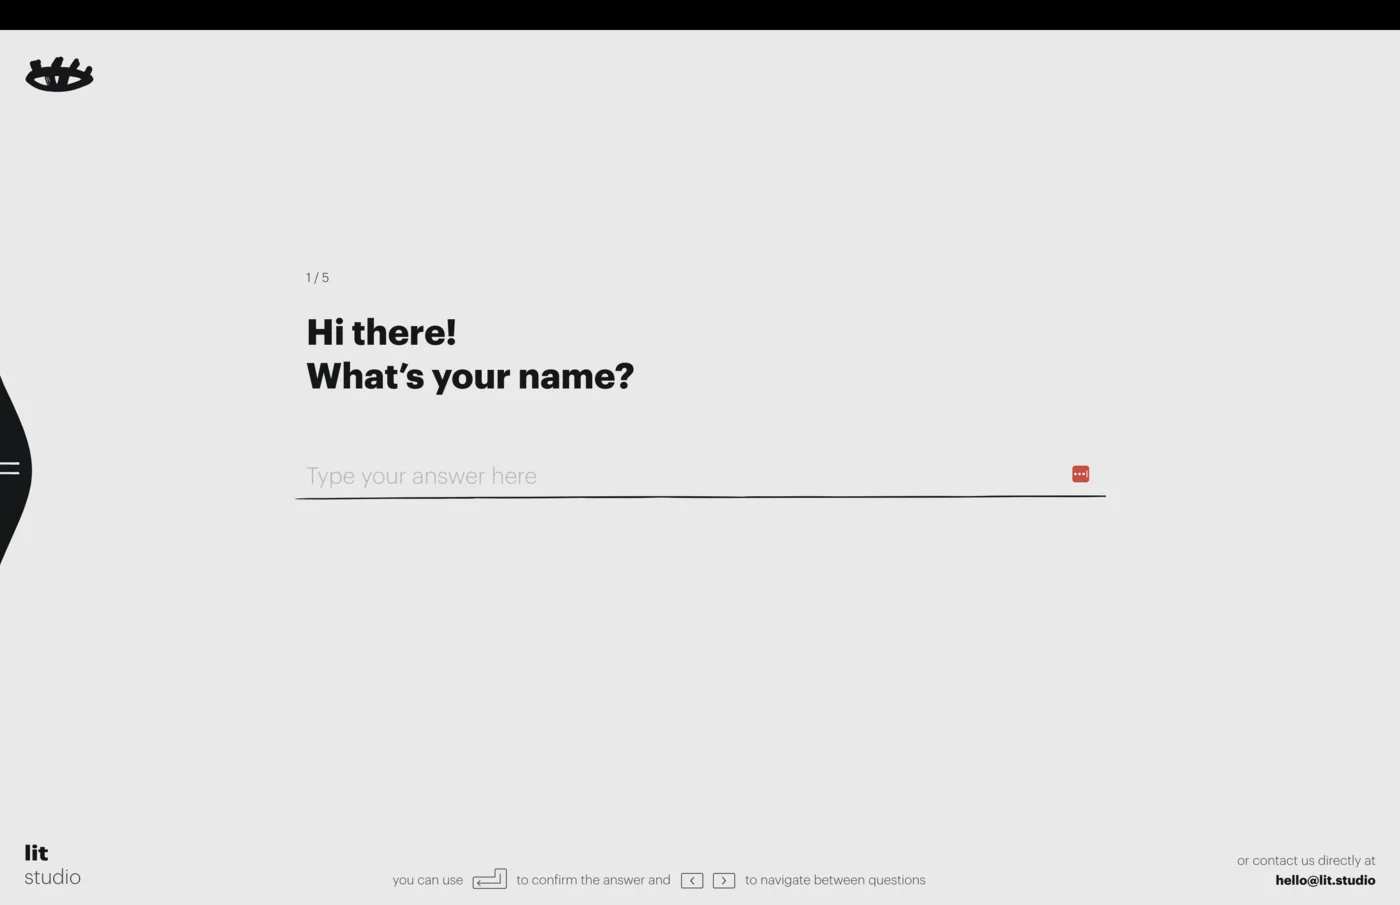 1 / 5
Hi there!
What's your name?
Type your answer here
lit
studio
you can use to confirm the answer and < > to navigate between questions
or contact us directly at
hello@lit.studio